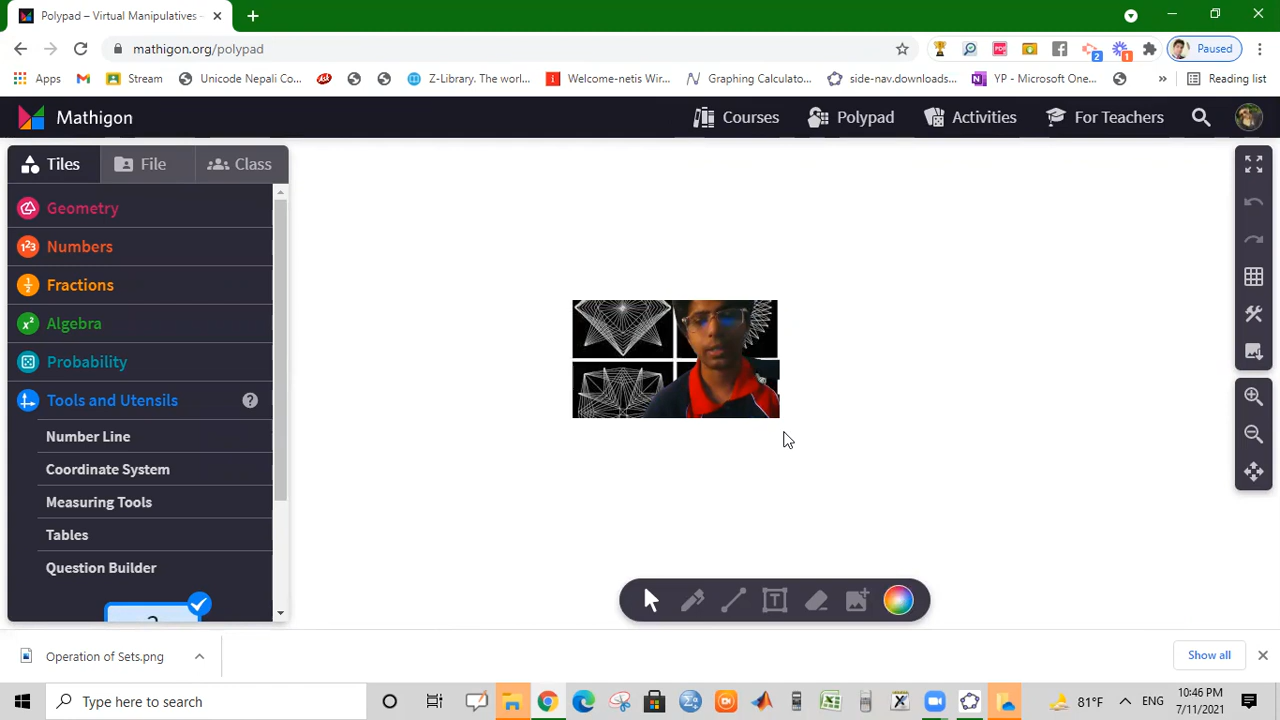 Polypad – Virtual Manipulatives –
mathigon.org/polypad
2
1
Paused
Apps
Stream
Unicode Nepali Co...
Ask
Z-Library. The worl...
Welcome-netis Wir...
Graphing Calculato...
side-nav.downloads...
YP - Microsoft One...
»
Reading list
Mathigon
Courses
Polypad
Activities
For Teachers
Tiles
File
Class
Geometry
Numbers
Fractions
Algebra
Probability
Tools and Utensils
?
Number Line
Coordinate System
Measuring Tools
Tables
Question Builder
T
Operation of Sets.png
Show all
Type here to search
81°F
ENG
10:46 PM
7/11/2021